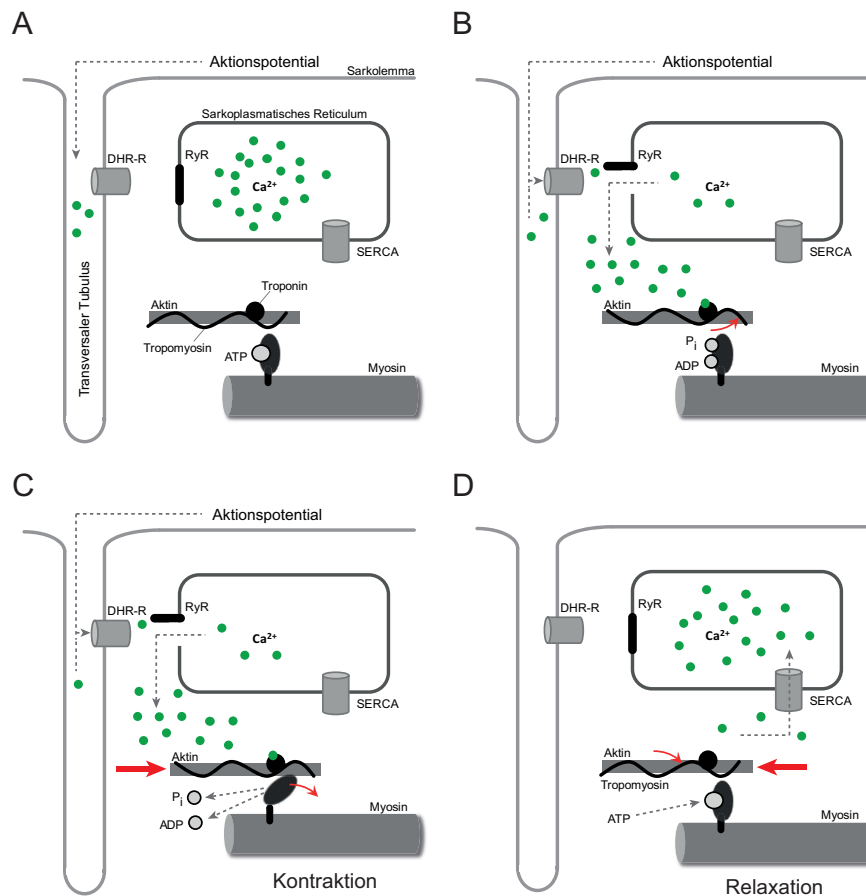 A
Aktionspotential
Sarkolemma
Sarkoplasmatisches Reticulum
DHR-R
RyR
Ca2+
SERCA
Transversaler Tubulus
Troponin
Aktin
Tropomyosin
ATP
Myosin
B
Aktionspotential
DHR-R
RyR
Ca2+
SERCA
Aktin
Pi
ADP
Myosin
C
Aktionspotential
DHR-R
RyR
Ca2+
SERCA
Aktin
Pi
ADP
Myosin
Kontraktion
D
DHR-R
RyR
Ca2+
SERCA
Aktin
Tropomyosin
ATP
Myosin
Relaxation